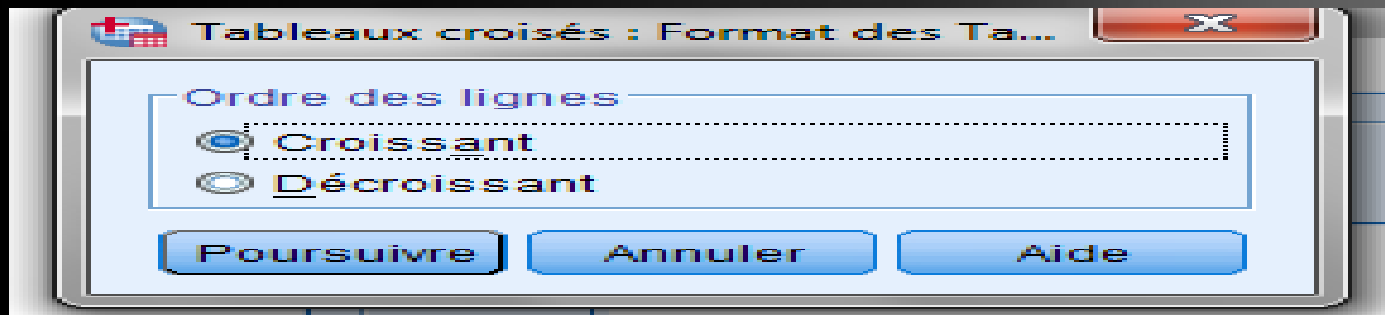 Tableaux croisés : Format des Ta...
Ordre des lignes
Croissant
Décroissant
Poursuivre Annuler Aide